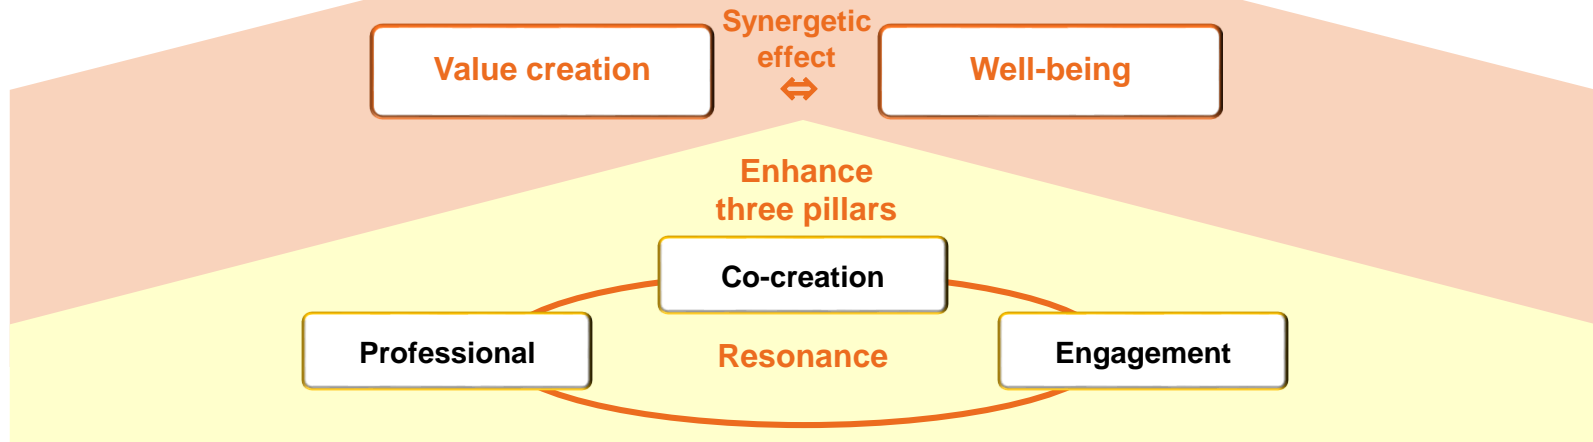 Synergetic
effect
⇔
Value creation
Well-being
Enhance
three pillars
Co-creation
Professional
Resonance
Engagement